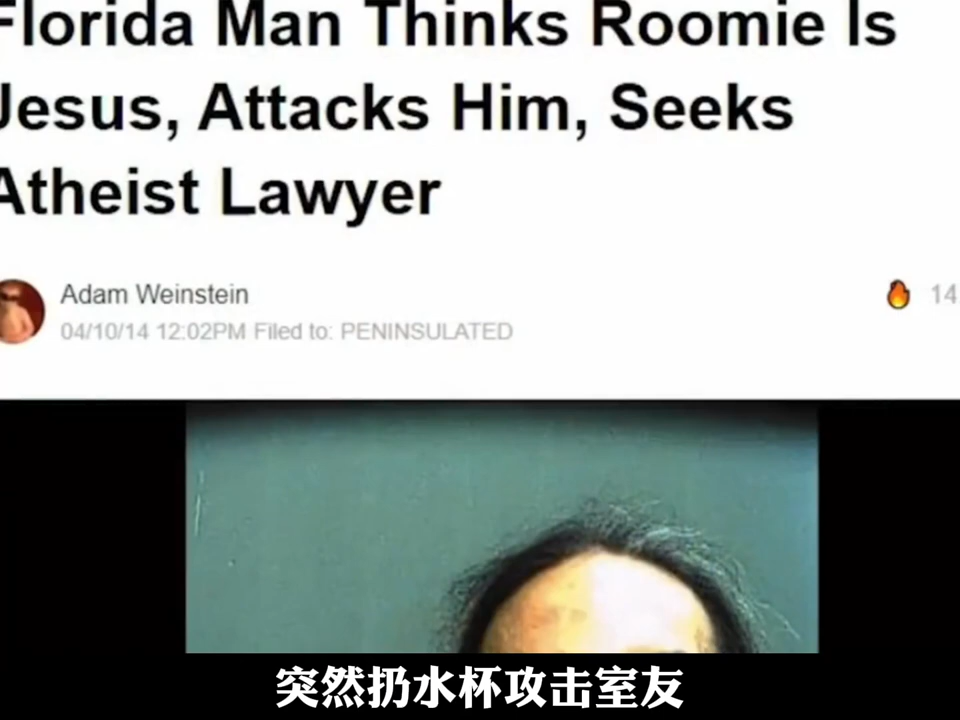 Florida Man Thinks Roomie Is
Jesus, Attacks Him, Seeks
Atheist Lawyer
Adam Weinstein
04/10/14 12:02PM Filed to: PENINSULATED
14
突然扔水杯攻击室友